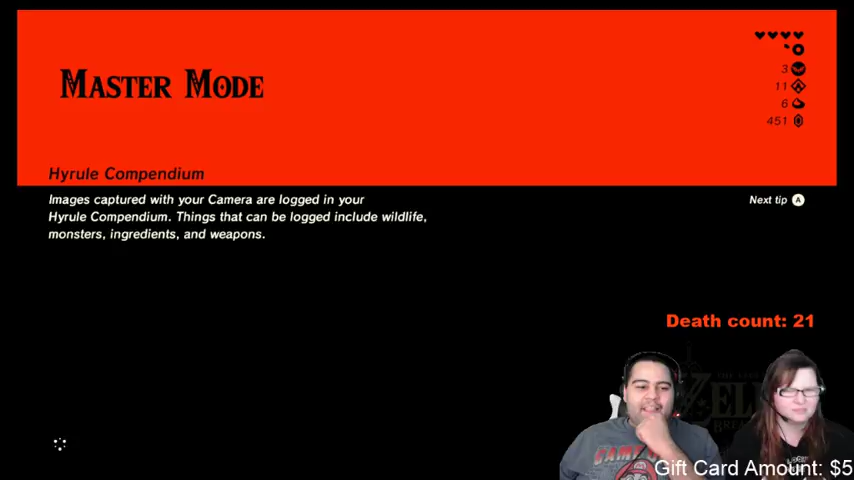 Master Mode
3
11
6
451
Hyrule Compendium
Images captured with your Camera are logged in your
Hyrule Compendium. Things that can be logged include wildlife,
monsters, ingredients, and weapons.
Next tip A
Death count: 21
Gift Card Amount: $5